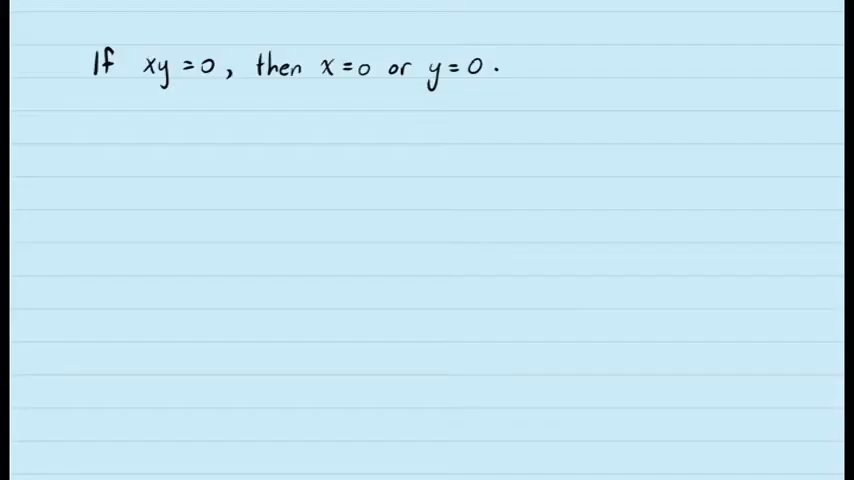 If xy = 0, then x = 0 or y = 0.